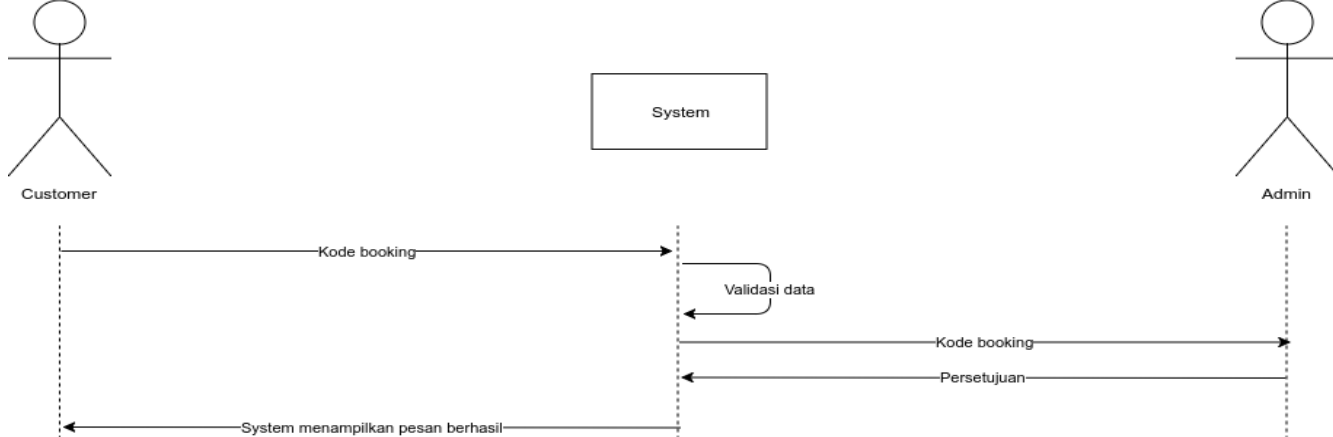 System
Customer
Admin
Kode booking
Validasi data
Kode booking
Persetujuan
System menampilkan pesan berhasil